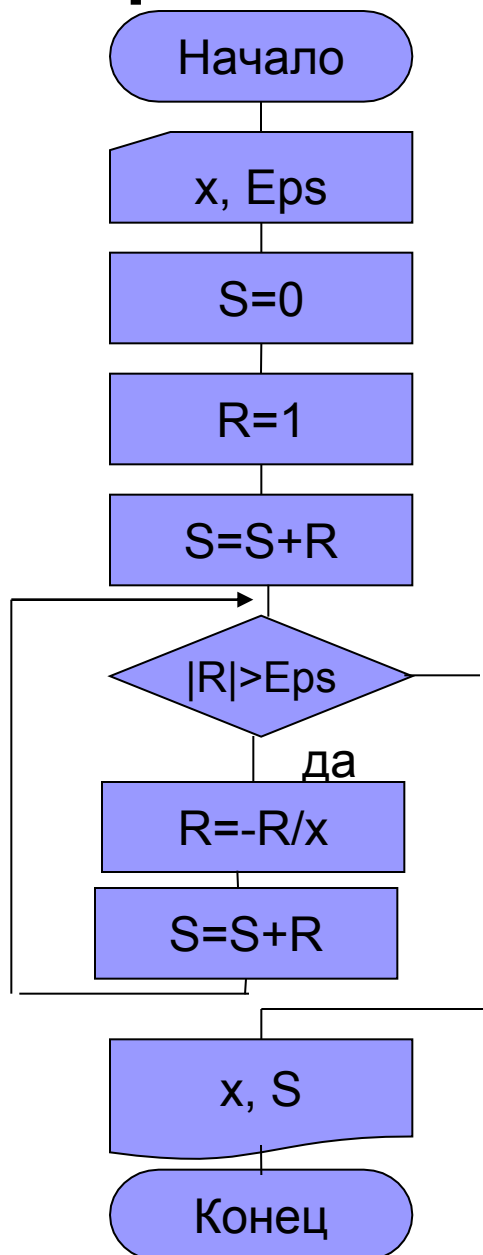 Начало
x, Eps
S=0
R=1
S=S+R
|R|>Eps
да
R=-R/x
S=S+R
x, S
Конец